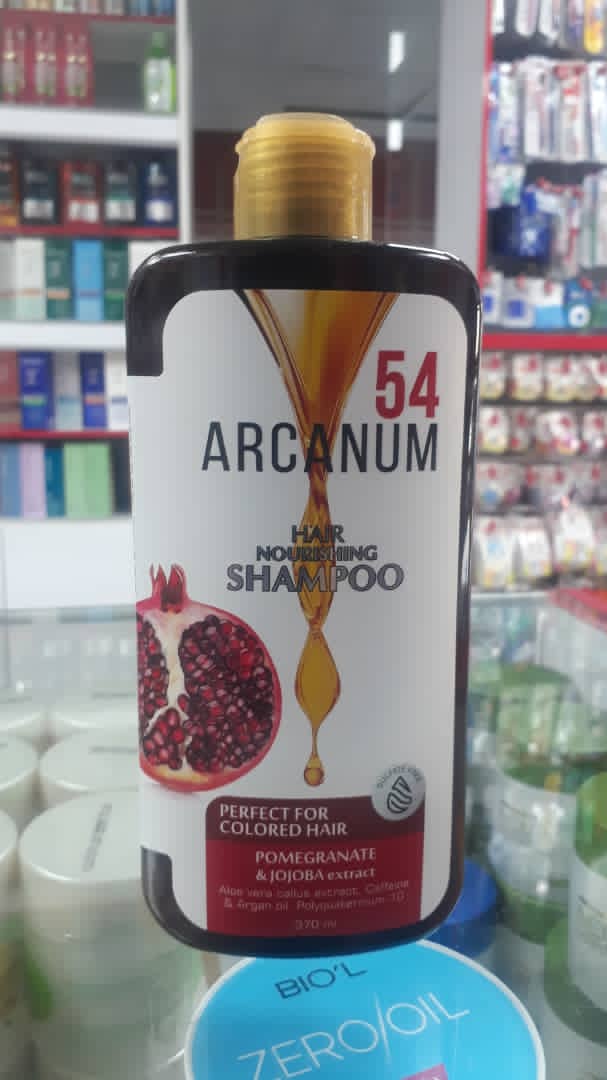 54
ARCANUM
HAIR
NOURISHING
SHAMPOO
SULFATE FREE
PERFECT FOR
COLORED HAIR
POMEGRANATE
& JOJOBA extract
Aloe vera callus extract, Caffeine
& Argan oil, Polyquaternium-10
370 ml
BIO'L
ZERO/OIL